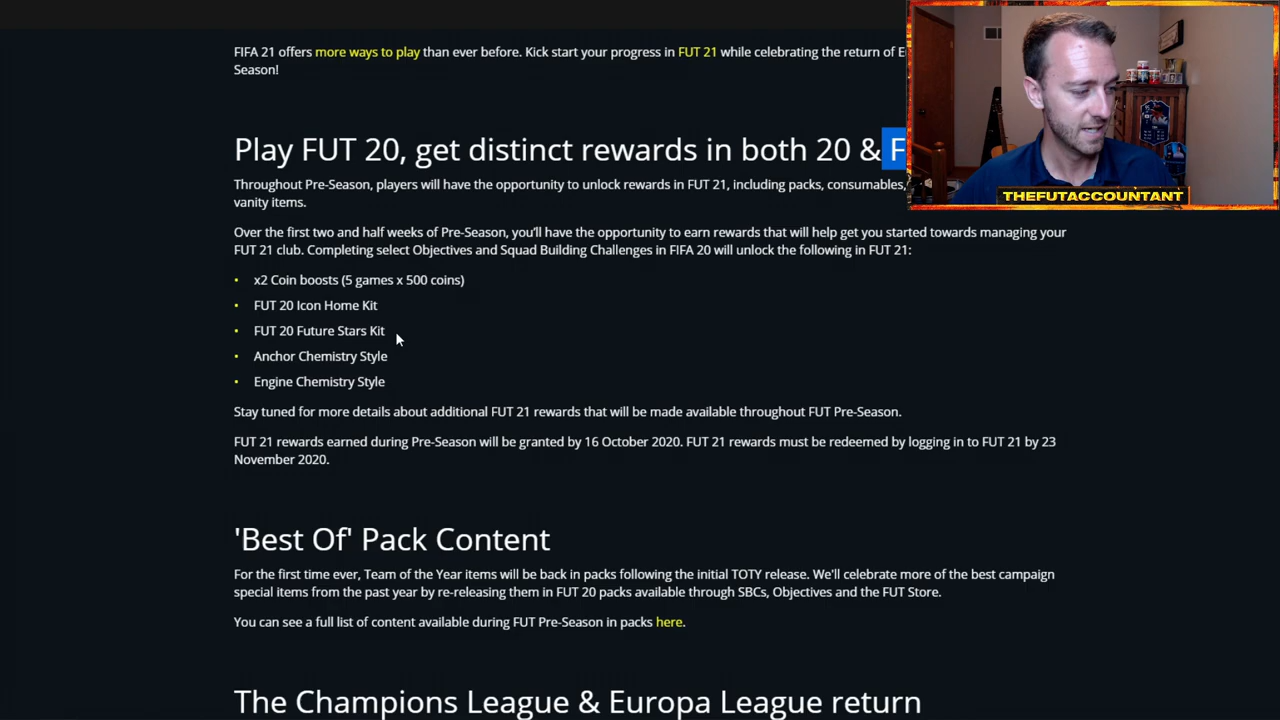 FIFA 21 offers more ways to play than ever before. Kick start your progress in FUT 21 while celebrating the return of
Season!
Play FUT 20, get distinct rewards in both 20 & F
Throughout Pre-Season, players will have the opportunity to unlock rewards in FUT 21, including packs, consumables,
vanity items.
Over the first two and half weeks of Pre-Season, you'll have the opportunity to earn rewards that will help get you started towards managing your
FUT 21 club. Completing select Objectives and Squad Building Challenges in FIFA 20 will unlock the following in FUT 21:
• x2 Coin boosts (5 games x 500 coins)
• FUT 20 Icon Home Kit
• FUT 20 Future Stars Kit
• Anchor Chemistry Style
• Engine Chemistry Style
Stay tuned for more details about additional FUT 21 rewards that will be made available throughout FUT Pre-Season.
FUT 21 rewards earned during Pre-Season will be granted by 16 October 2020. FUT 21 rewards must be redeemed by logging in to FUT 21 by 23
November 2020.
'Best Of' Pack Content
For the first time ever, Team of the Year items will be back in packs following the initial TOTY release. We'll celebrate more of the best campaign
special items from the past year by re-releasing them in FUT 20 packs available through SBCs, Objectives and the FUT Store.
You can see a full list of content available during FUT Pre-Season in packs here.
The Champions League & Europa League return
THEFUTACCOUNTANT